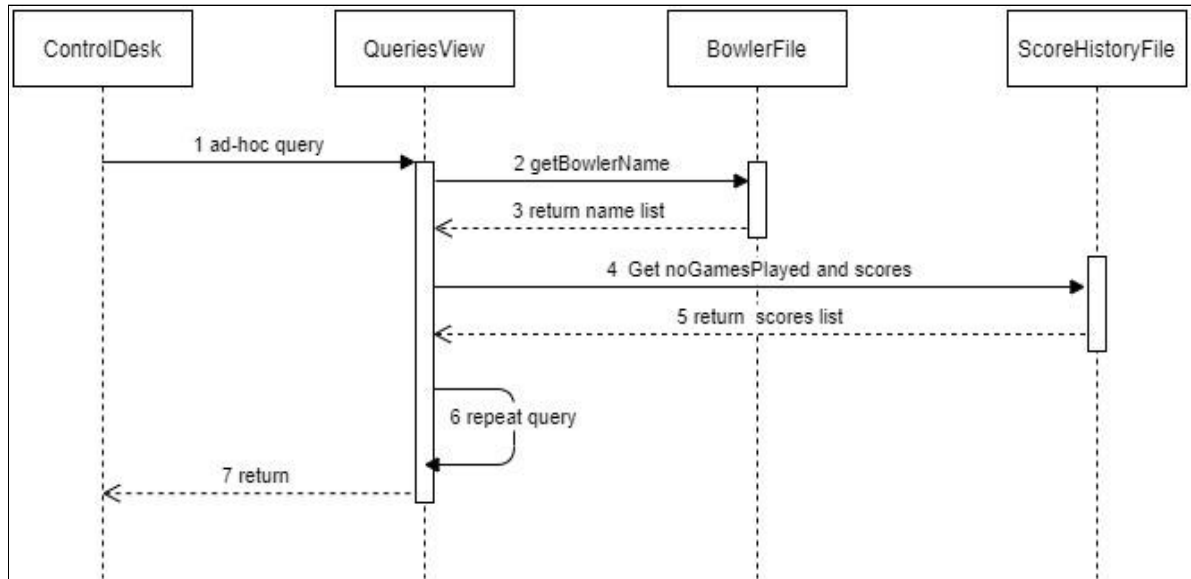 ControlDesk
QueriesView
BowlerFile
ScoreHistoryFile
1 ad-hoc query
2 getBowlerName
3 return name list
4 Get noGamesPlayed and scores
5 return scores list
6 repeat query
7 return